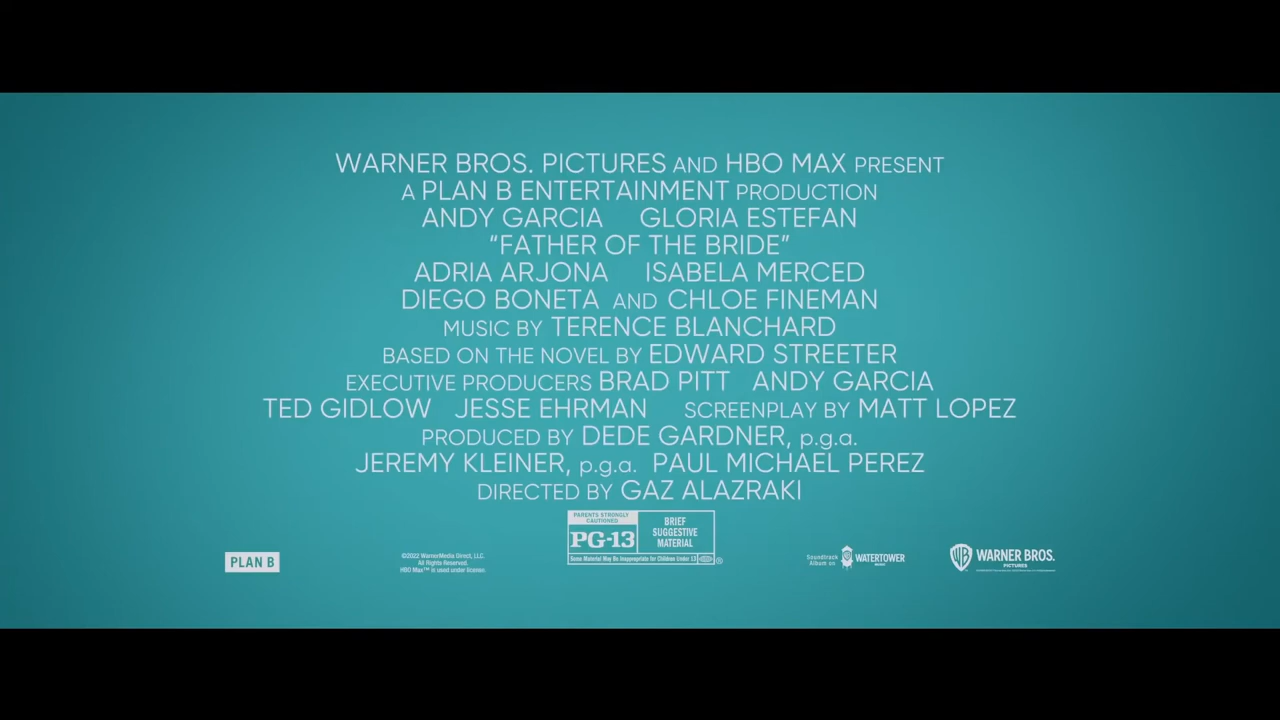 WARNER BROS. PICTURES AND HBO MAX PRESENT
A PLAN B ENTERTAINMENT PRODUCTION
ANDY GARCIA GLORIA ESTEFAN
"FATHER OF THE BRIDE"
ADRIA ARJONA ISABELA MERCED
DIEGO BONETA AND CHLOE FINEMAN
MUSIC BY TERENCE BLANCHARD
BASED ON THE NOVEL BY EDWARD STREETER
EXECUTIVE PRODUCERS BRAD PITT ANDY GARCIA
TED GIDLOW JESSE EHRMAN SCREENPLAY BY MATT LOPEZ
PRODUCED BY DEDE GARDNER, p.g.a.
JEREMY KLEINER, p.g.a. PAUL MICHAEL PEREZ
DIRECTED BY GAZ ALAZRAKI
PLAN B
©2022 WarnerMedia Direct, LLC.
All Rights Reserved.
HBO Max™ is used under license.
PARENTS STRONGLY
CAUTIONED
PG-13
BRIEF
SUGGESTIVE
MATERIAL
Some Material May Be Inappropriate for Children Under 13
®
Soundtrack
Album on
WATERTOWER
MUSIC
WB
WARNER BROS.
PICTURES